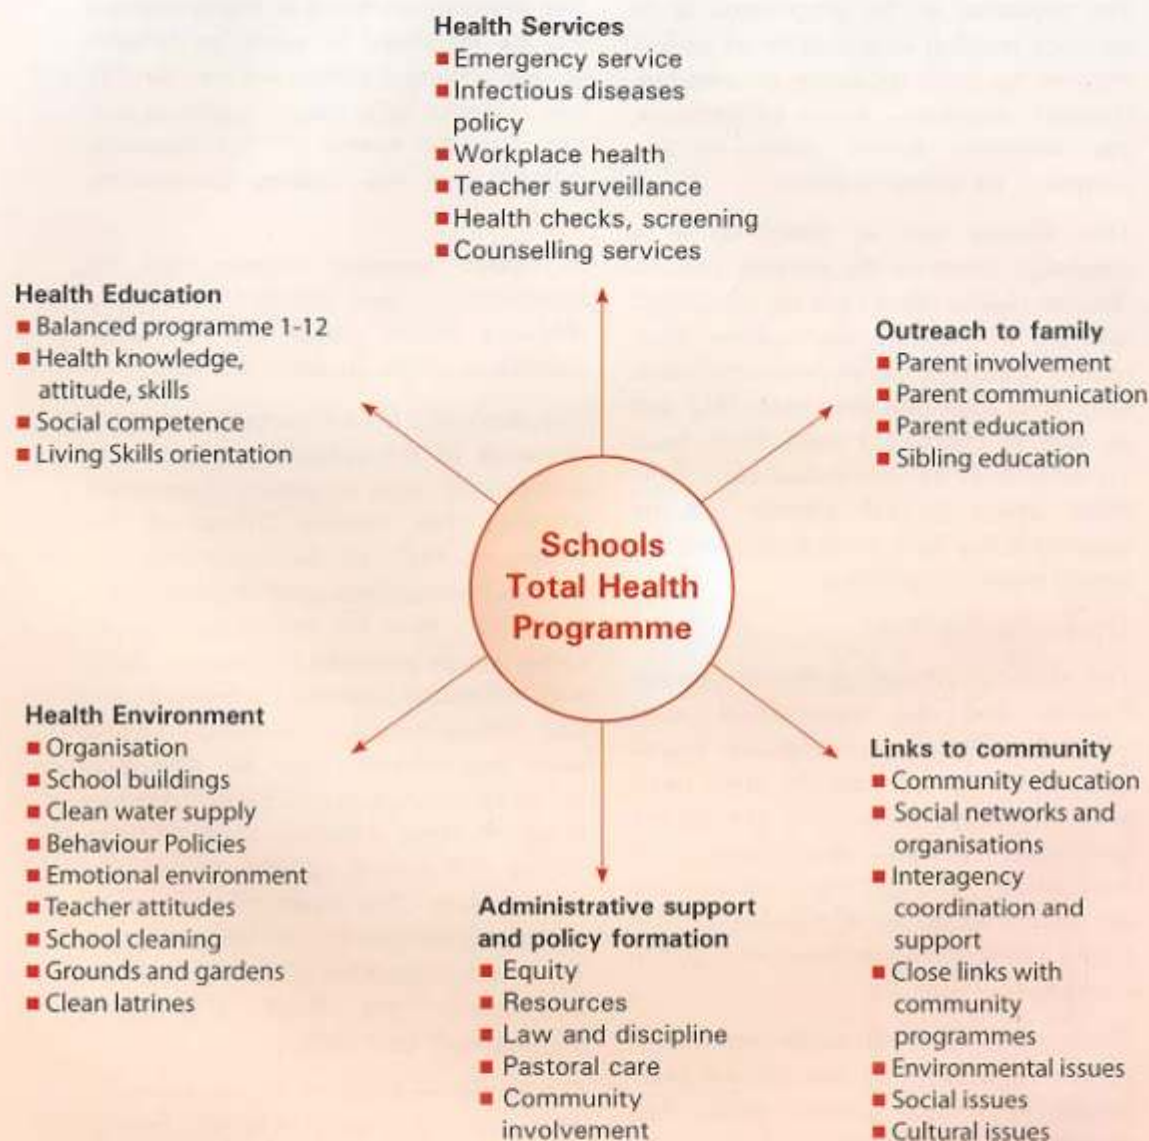 Health Services
■ Emergency service
■ Infectious diseases
policy
■ Workplace health
■ Teacher surveillance
■ Health checks, screening
■ Counselling services
Health Education
■ Balanced programme 1-12
■ Health knowledge,
attitude, skills
■ Social competence
■ Living Skills orientation
Outreach to family
■ Parent involvement
■ Parent communication
■ Parent education
■ Sibling education
Schools
Total Health
Programme
Health Environment
■ Organisation
■ School buildings
■ Clean water supply
■ Behaviour Policies
■ Emotional environment
■ Teacher attitudes
■ School cleaning
■ Grounds and gardens
■ Clean latrines
Administrative support
and policy formation
■ Equity
■ Resources
■ Law and discipline
■ Pastoral care
■ Community
involvement
Links to community
■ Community education
■ Social networks and
organisations
■ Interagency
coordination and
support
■ Close links with
community
programmes
■ Environmental issues
■ Social issues
■ Cultural issues